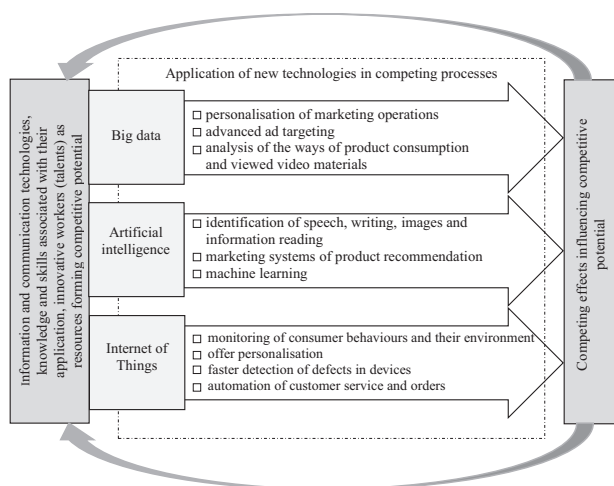 Application of new technologies in competing processes
Information and communication technologies,
knowledge and skills associated with their
application, innovative workers (talents) as
resources forming competitive potential
Big data
☐ personalisation of marketing operations
☐ advanced ad targeting
☐ analysis of the ways of product consumption
and viewed video materials
Artificial
intelligence
☐ identification of speech, writing, images and
information reading
☐ marketing systems of product recommendation
☐ machine learning
Internet of
Things
☐ monitoring of consumer behaviours and their environment
☐ offer personalisation
☐ faster detection of defects in devices
☐ automation of customer service and orders
Competing effects influencing competitive
potential